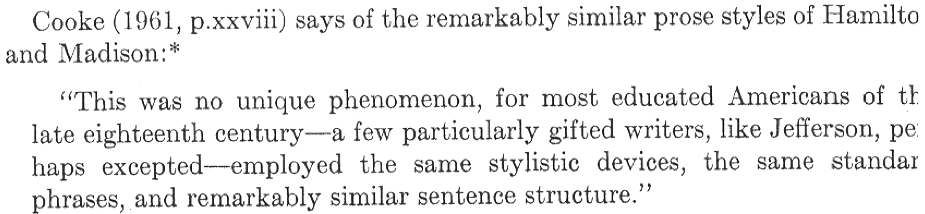 Cooke (1961, p.xxviii) says of the remarkably similar prose styles of Hamilto
and Madison:*
“This was no unique phenomenon, for most educated Americans of th
late eighteenth century—a few particularly gifted writers, like Jefferson, pe
haps excepted—employed the same stylistic devices, the same standar
phrases, and remarkably similar sentence structure.”